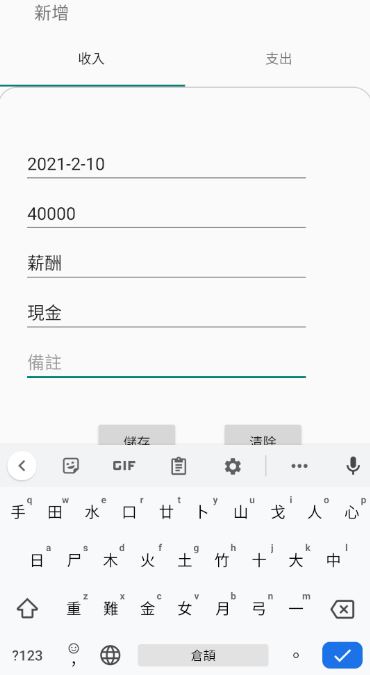 新增
收入 支出
2021-2-10
40000
薪酬
現金
備註
儲存 清除
GIF
手 q 田 w 水 e 口 r 廿 t 卜 y 山 u 戈 i 人 o 心 p
日 a 尸 s 木 d 火 f 土 g 竹 h 十 j 大 k 中 l
重 z 難 x 金 c 女 v 月 b 弓 n 一 m
?123 , 倉頡 。